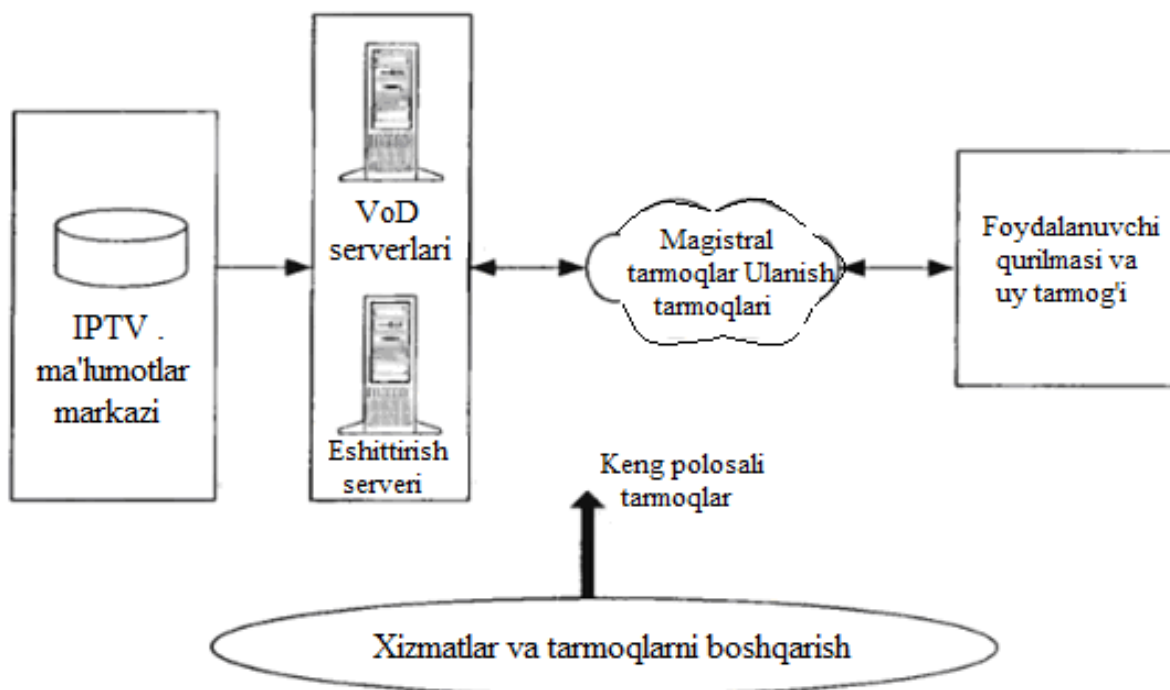 IPTV .
ma'lumotlar
markazi
VoD
serverlari
Eshittirish
serveri
Magistral
tarmoqlar Ulanish
tarmoqlari
Keng polosali
tarmoqlar
Foydalanuvchi
qurilmasi va
uy tarmog'i
Xizmatlar va tarmoqlarni boshqarish